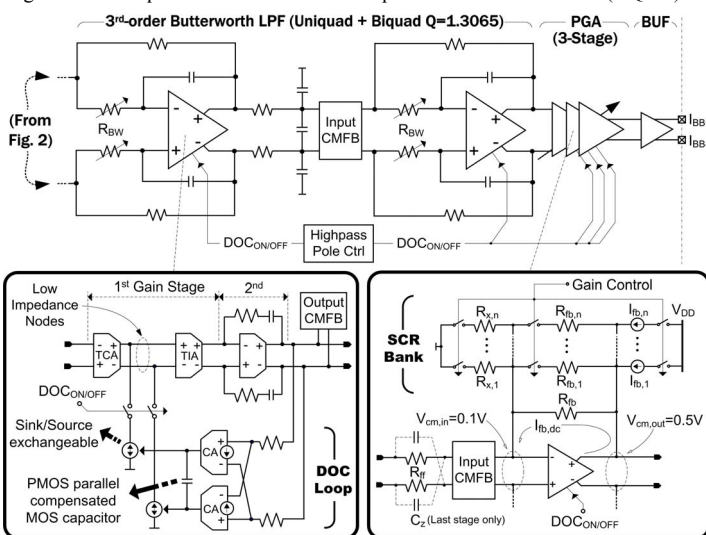 3rd-order Butterworth LPF (Uniquad + Biquad Q=1.3065)
PGA
(3-Stage)
BUF
(From
Fig. 2)
RBW
+
-
-
+
Input
CMFB
RBW
+
-
-
+
IBB
IBB
DOCON/OFF
Highpass
Pole Ctrl
DOCON/OFF
Low
Impedance
Nodes
1st Gain Stage
2nd
Output
CMFB
- +
TCA
+ -
- +
TIA
+ -
- +
+ -
DOCON/OFF
Sink/Source
exchangeable
PMOS parallel
compensated
MOS capacitor
CA
-
+
CA
-
+
DOC
Loop
Gain Control
SCR
Bank
Rx,n
Rfb,n
Ifb,n
VDD
Rx,1
Rfb,1
Ifb,1
Rfb
Vcm,in=0.1V
Ifb,dc
Vcm,out=0.5V
Rff
Input
CMFB
- +
+ -
Cz (Last stage only)
DOCON/OFF